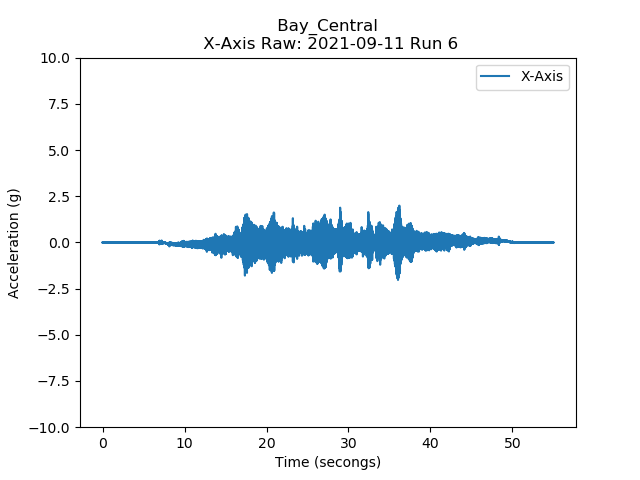 Bay_Central
X-Axis Raw: 2021-09-11 Run 6
X-Axis
10.0
7.5
5.0
2.5
0.0
−2.5
−5.0
−7.5
−10.0
Acceleration (g)
0 10 20 30 40 50
Time (secongs)